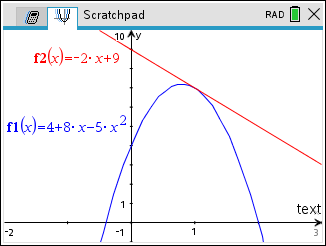 Scratchpad
RAD
10
y
f2(x)=-2·x+9
f1(x)=4+8·x-5·x²
1
text
-2
-1
1
3